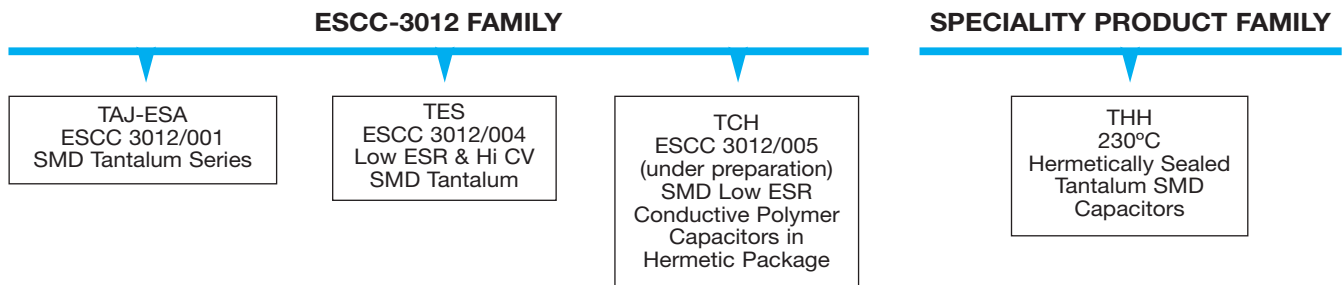 ESCC-3012 FAMILY
TAJ-ESA
ESCC 3012/001
SMD Tantalum Series
TES
ESCC 3012/004
Low ESR & Hi CV
SMD Tantalum
TCH
ESCC 3012/005
(under preparation)
SMD Low ESR
Conductive Polymer
Capacitors in
Hermetic Package
SPECIALITY PRODUCT FAMILY
THH
230ºC
Hermetically Sealed
Tantalum SMD
Capacitors